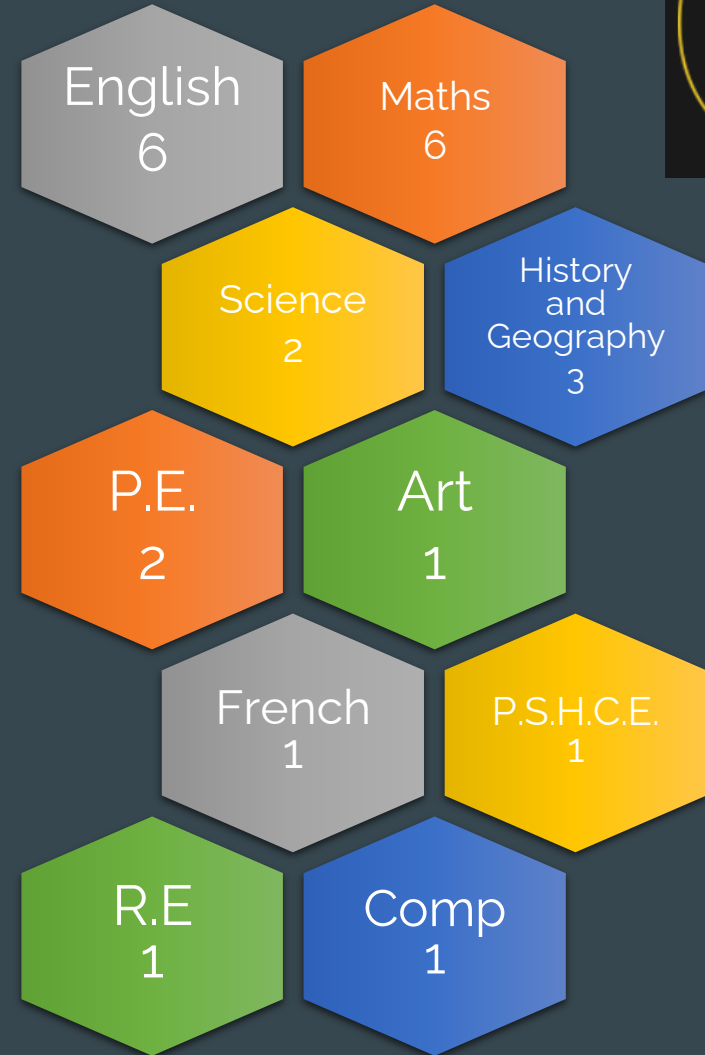 English
6
Maths
6
Science
2
History
and
Geography
3
P.E.
2
Art
1
French
1
P.S.H.C.E.
1
R.E
1
Comp
1